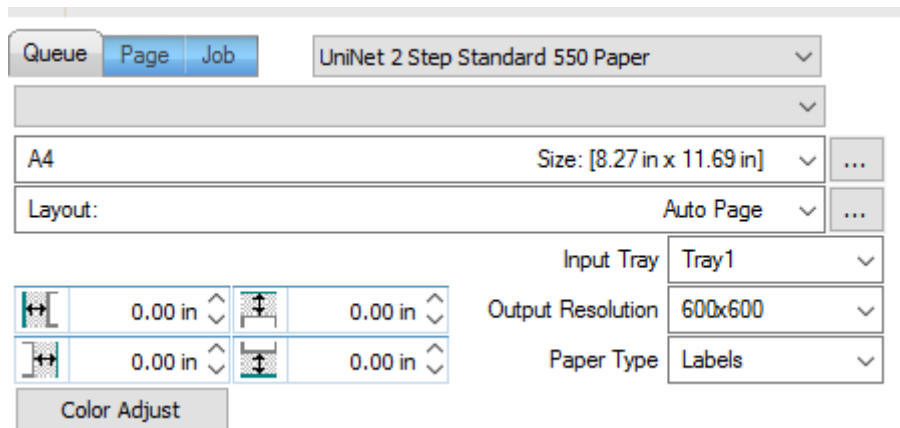 Queue Page Job UniNet 2 Step Standard 550 Paper
A4 Size: [8.27 in x 11.69 in] ...
Layout: Auto Page ...
Input Tray Tray1
0.00 in 0.00 in Output Resolution 600x600
0.00 in 0.00 in Paper Type Labels
Color Adjust